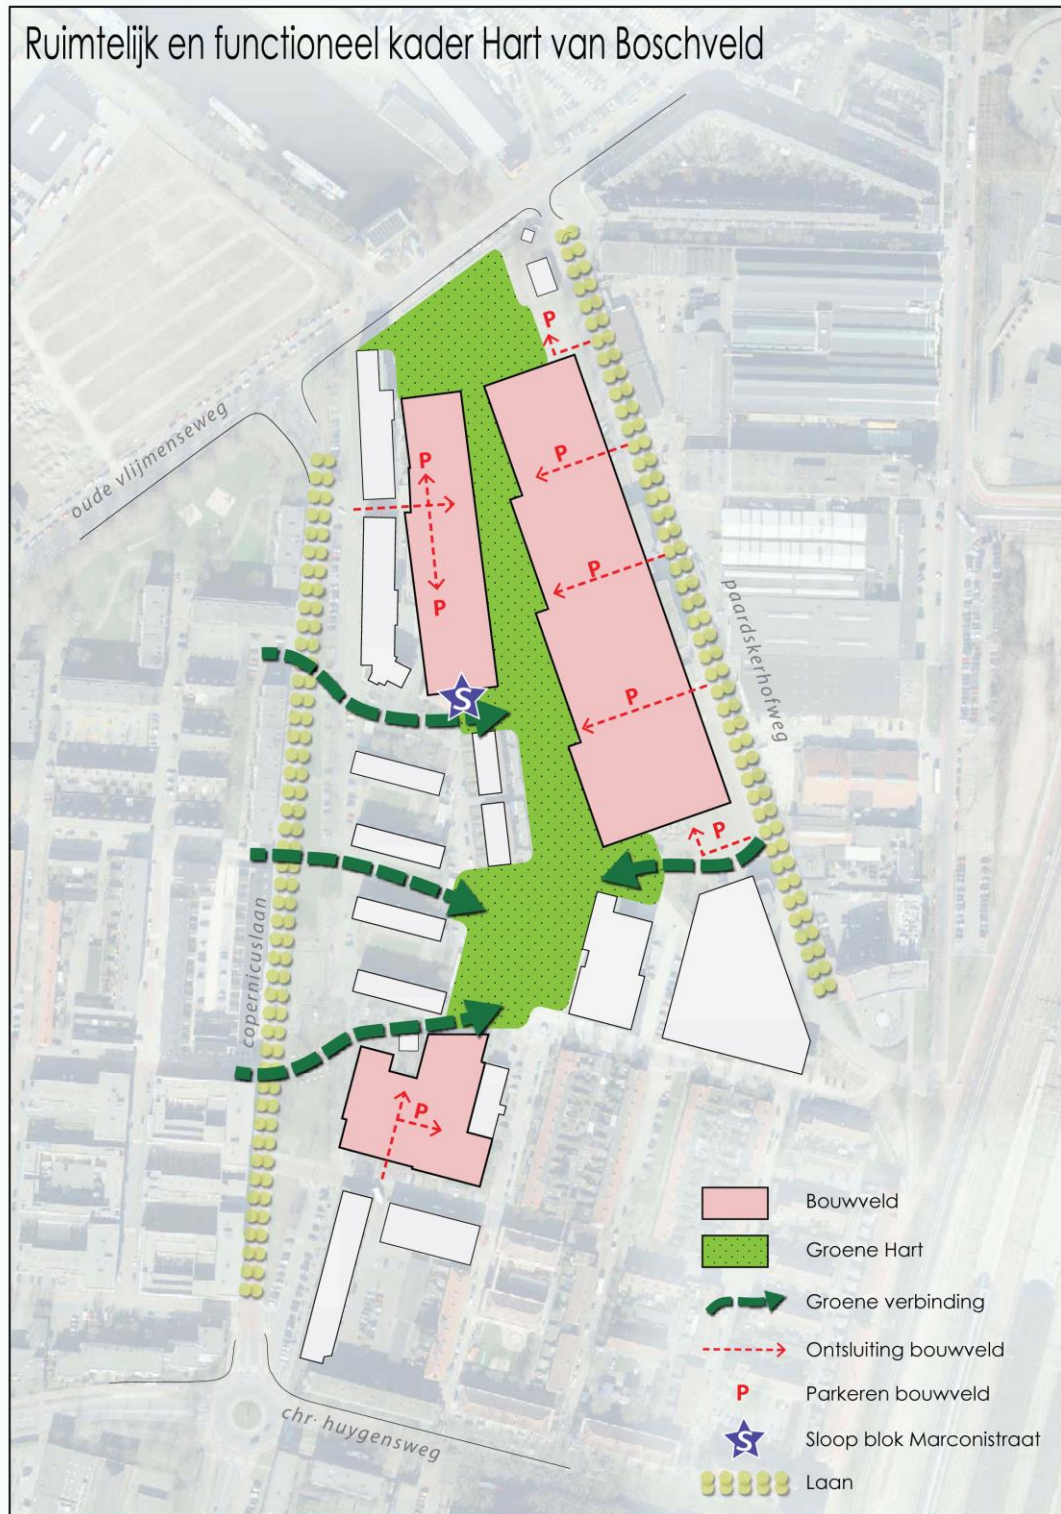 Ruimtelijk en functioneel kader Hart van Boschveld
P
oude vlijmenseweg
P
P
P
P
P
paardskerhofweg
P
S
P
copernicuslaan
P
Bouwveld
Groene Hart
Groene verbinding
Ontsluiting bouwveld
P Parkeren bouwveld
S Sloop blok Marconistraat
Laan
chr. huygensweg